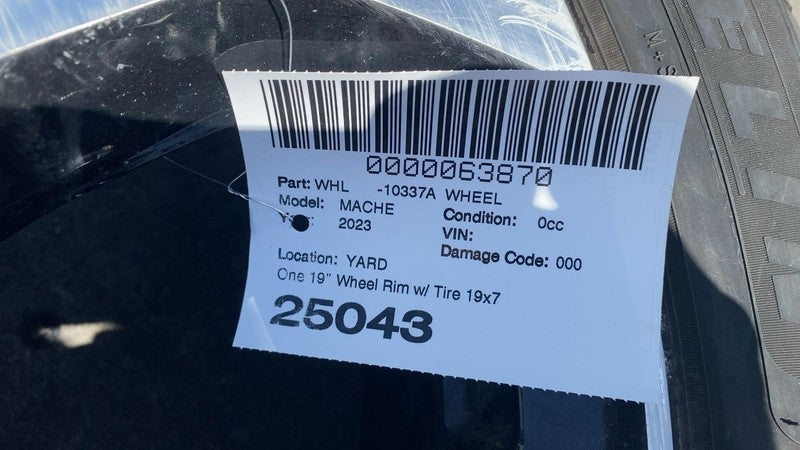 0000063870
Part: WHL -10337A WHEEL
Model: MACHE Condition: 0cc
2023 VIN:
Damage Code: 000
Location: YARD
One 19" Wheel Rim w/ Tire 19x7
25043
M+S